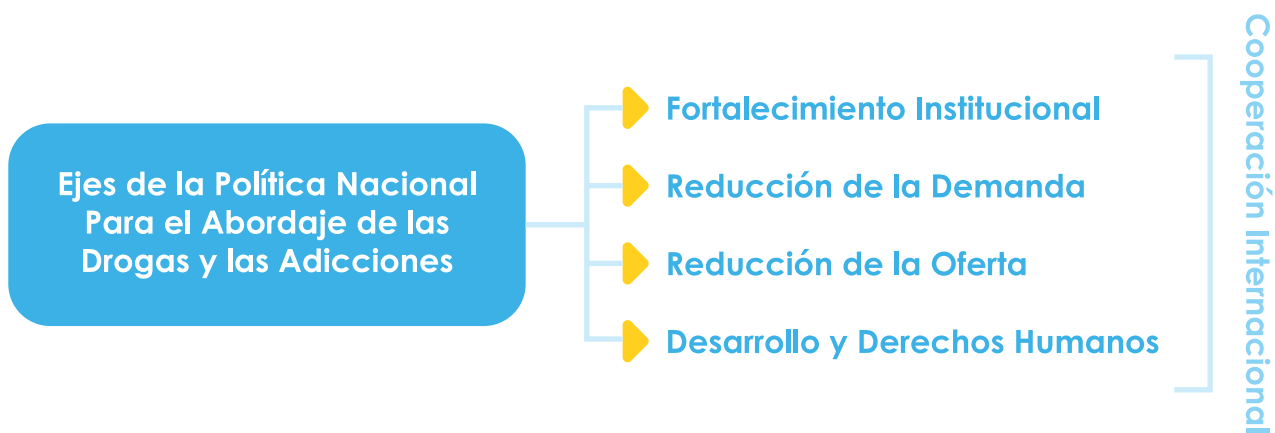 Ejes de la Política Nacional
Para el Abordaje de las
Drogas y las Adicciones
Fortalecimiento Institucional
Reducción de la Demanda
Reducción de la Oferta
Desarrollo y Derechos Humanos
Cooperación Internacional